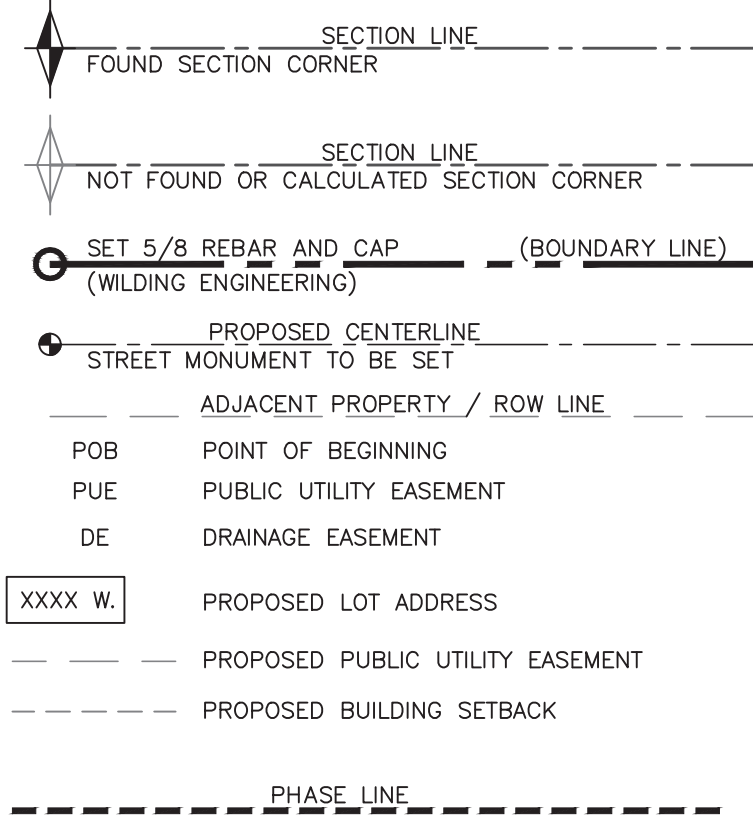 SECTION LINE
FOUND SECTION CORNER
SECTION LINE
NOT FOUND OR CALCULATED SECTION CORNER
SET 5/8 REBAR AND CAP (BOUNDARY LINE)
(WILDING ENGINEERING)
PROPOSED CENTERLINE
STREET MONUMENT TO BE SET
ADJACENT PROPERTY / ROW LINE
POB POINT OF BEGINNING
PUE PUBLIC UTILITY EASEMENT
DE DRAINAGE EASEMENT
XXXX W. PROPOSED LOT ADDRESS
PROPOSED PUBLIC UTILITY EASEMENT
PROPOSED BUILDING SETBACK
PHASE LINE